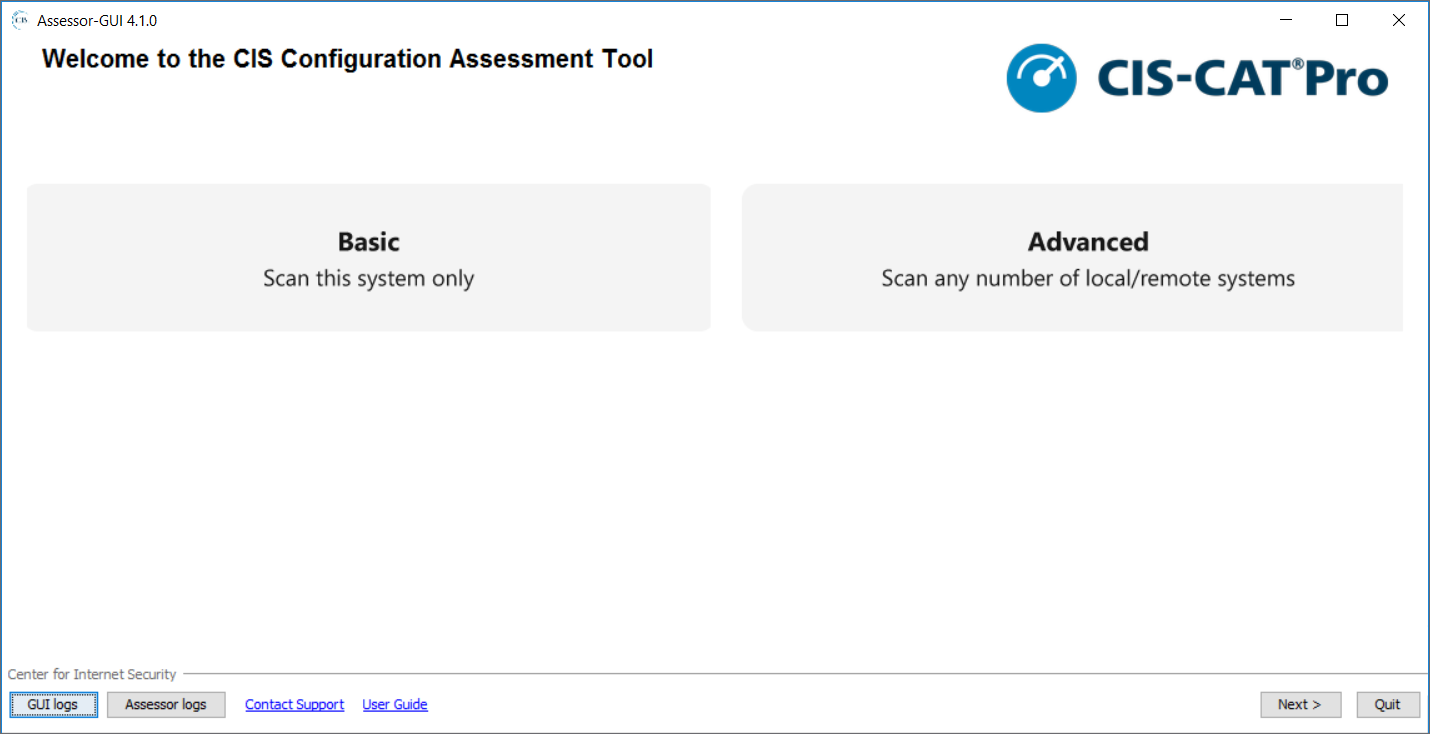 CIS Assessor-GUI 4.1.0
Welcome to the CIS Configuration Assessment Tool
CIS-CAT®Pro
Basic
Scan this system only
Advanced
Scan any number of local/remote systems
Center for Internet Security
GUI logs Assessor logs Contact Support User Guide Next > Quit